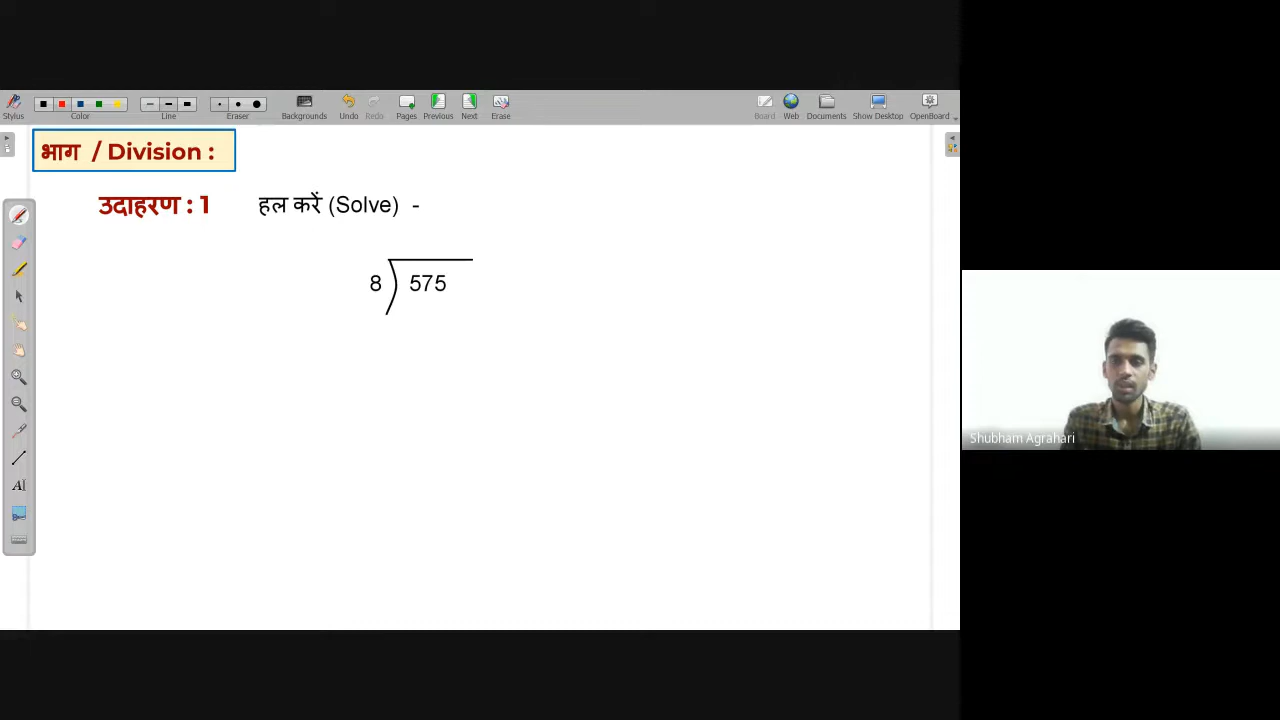 Stylus Color Line Eraser Backgrounds Undo Redo Pages Previous Next Erase Board Web Documents Show Desktop OpenBoard
भाग / Division :
उदाहरण : 1 हल करें (Solve) -
8 575
Shubham Agrahari